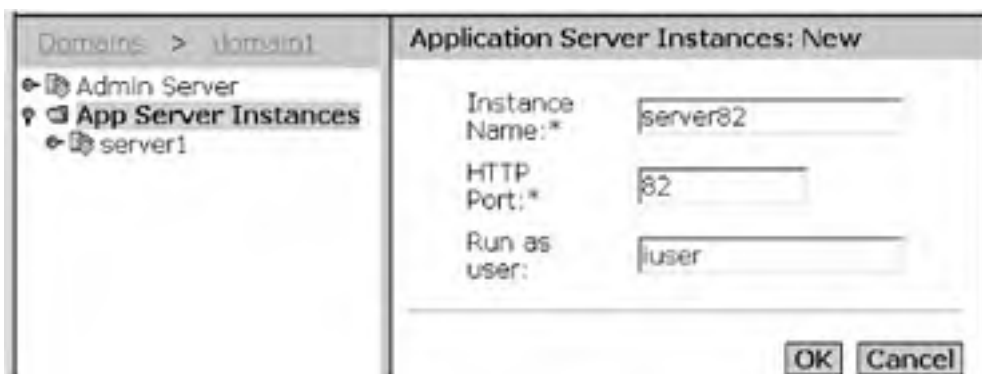 Domains > domain1
Admin Server
App Server Instances
server1
Application Server Instances: New
Instance
Name:*
server82
HTTP
Port:*
82
Run as
user:
iuser
OK Cancel